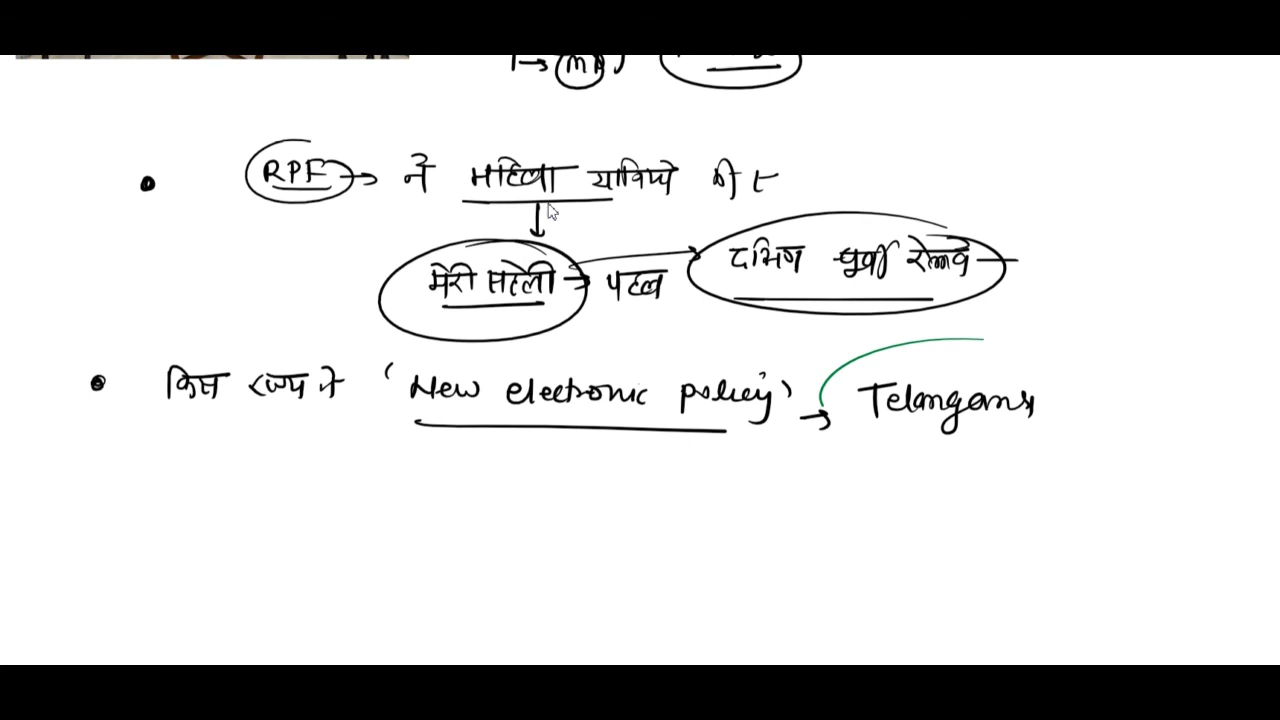 RPF → ने महिला यात्रियो की
मेरी सहेली → पहल दक्षिण पूर्वी रेलवे
किस राज्य ने 'New electronic policy' → Telangana